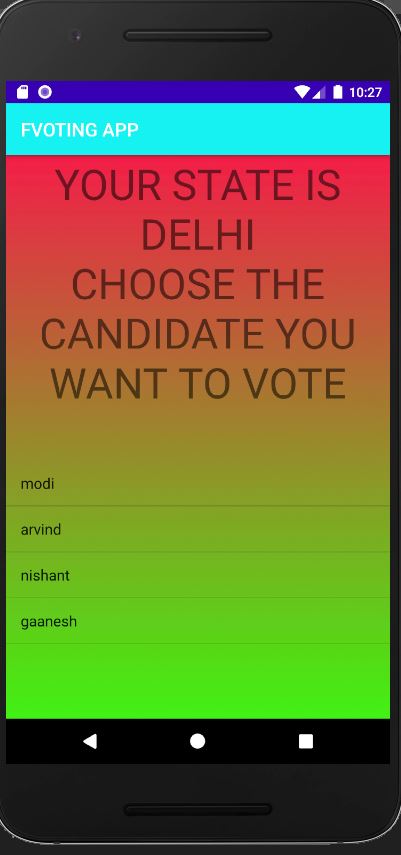 10:27
FVOTING APP
YOUR STATE IS
DELHI
CHOOSE THE
CANDIDATE YOU
WANT TO VOTE
modi
arvind
nishant
gaanesh